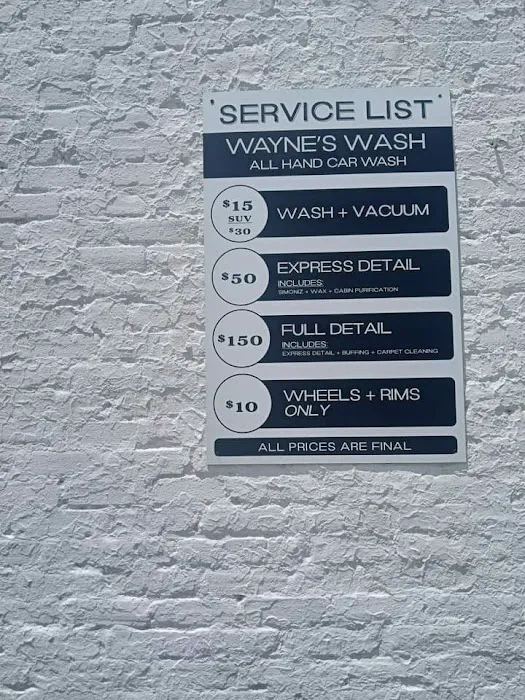 SERVICE LIST
WAYNE'S WASH
ALL HAND CAR WASH
$15
SUV
$30
WASH + VACUUM
$50
EXPRESS DETAIL
INCLUDES:
SIMONIZ + WAX + CABIN PURIFICATION
$150
FULL DETAIL
INCLUDES:
EXPRESS DETAIL + BUFFING + CARPET CLEANING
$10
WHEELS + RIMS
ONLY
ALL PRICES ARE FINAL